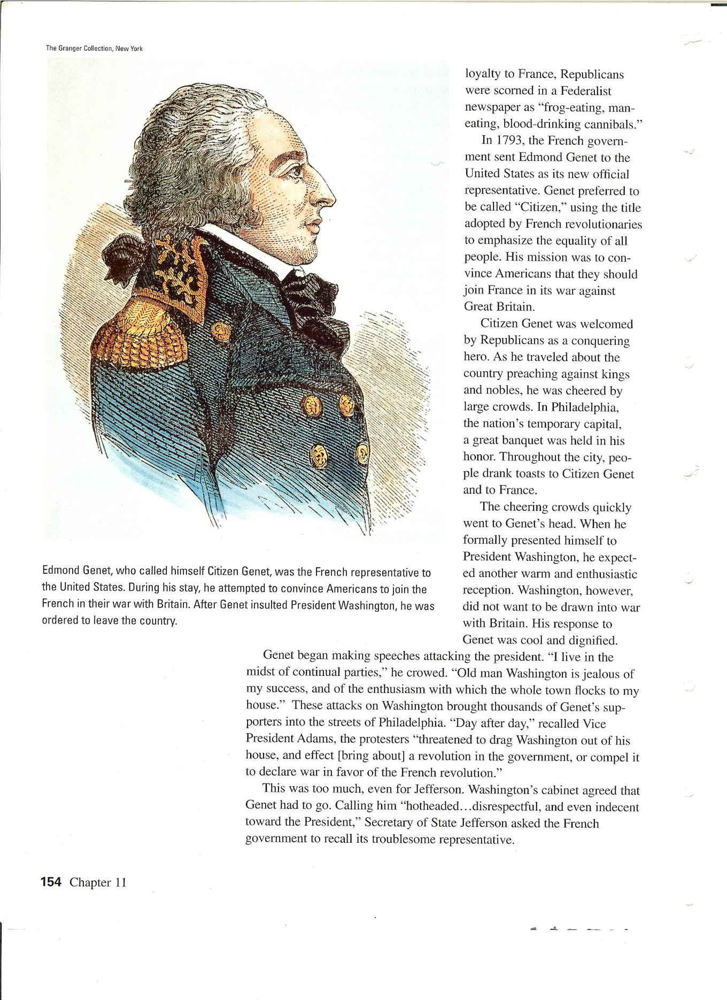 The Granger Collection, New York
loyalty to France, Republicans
were scorned in a Federalist
newspaper as “frog-eating, man-
eating, blood-drinking cannibals.”
In 1793, the French govern-
ment sent Edmond Genet to the
United States as its new official
representative. Genet preferred to
be called “Citizen,” using the title
adopted by French revolutionaries
to emphasize the equality of all
people. His mission was to con-
vince Americans that they should
join France in its war against
Great Britain.
Citizen Genet was welcomed
by Republicans as a conquering
hero. As he traveled about the
country preaching against kings
and nobles, he was cheered by
large crowds. In Philadelphia,
the nation’s temporary capital,
a great banquet was held in his
honor. Throughout the city, peo-
ple drank toasts to Citizen Genet
and to France.
The cheering crowds quickly
went to Genet’s head. When he
formally presented himself to
President Washington, he expect-
ed another warm and enthusiastic
reception. Washington, however,
did not want to be drawn into war
with Britain. His response to
Genet was cool and dignified.
Edmond Genet, who called himself Citizen Genet, was the French representative to
the United States. During his stay, he attempted to convince Americans to join the
French in their war with Britain. After Genet insulted President Washington, he was
ordered to leave the country.
Genet began making speeches attacking the president. “I live in the
midst of continual parties,” he crowed. “Old man Washington is jealous of
my success, and of the enthusiasm with which the whole town flocks to my
house.” These attacks on Washington brought thousands of Genet’s sup-
porters into the streets of Philadelphia. “Day after day,” recalled Vice
President Adams, the protesters “threatened to drag Washington out of his
house, and effect [bring about] a revolution in the government, or compel it
to declare war in favor of the French revolution.”
This was too much, even for Jefferson. Washington’s cabinet agreed that
Genet had to go. Calling him “hotheaded…disrespectful, and even indecent
toward the President,” Secretary of State Jefferson asked the French
government to recall its troublesome representative.
154 Chapter 11